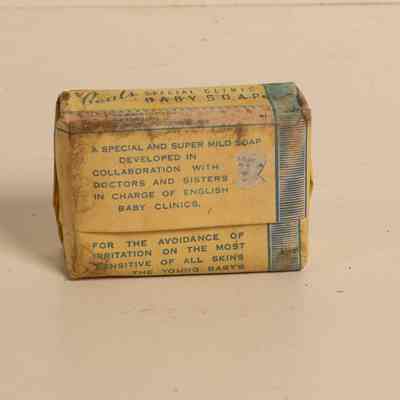 SPECIAL CLINIC
BABY SOAP
A SPECIAL AND SUPER MILD SOAP
DEVELOPED IN
COLLABORATION WITH
DOCTORS AND SISTERS
IN CHARGE OF ENGLISH
BABY CLINICS.
FOR THE AVOIDANCE OF
IRRITATION ON THE MOST
SENSITIVE OF ALL SKINS
THE YOUNG BABY'S